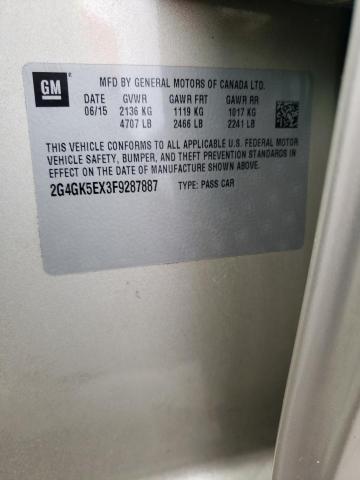 GM
MFD BY GENERAL MOTORS OF CANADA LTD.
DATE GVWR GAWR FRT GAWR RR
06/15 2136 KG 1119 KG 1017 KG
4707 LB 2466 LB 2241 LB
THIS VEHICLE CONFORMS TO ALL APPLICABLE U.S. FEDERAL MOTOR
VEHICLE SAFETY, BUMPER, AND THEFT PREVENTION STANDARDS IN
EFFECT ON THE DATE OF MANUFACTURE SHOWN ABOVE.
2G4GK5EX3F9287887 TYPE: PASS CAR